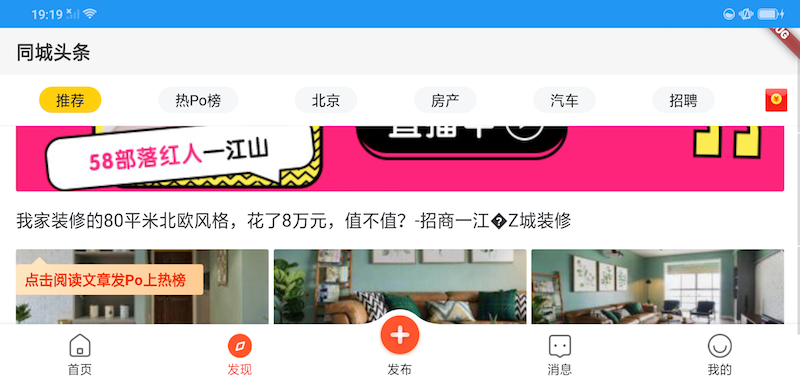 19:19
同城头条
推荐 热Po榜 北京 房产 汽车 招聘
直播中
58部落红人一江山
我家装修的80平米北欧风格，花了8万元，值不值？-招商一江�Z城装修
点击阅读文章发Po上热榜
首页 发现 发布 消息 我的